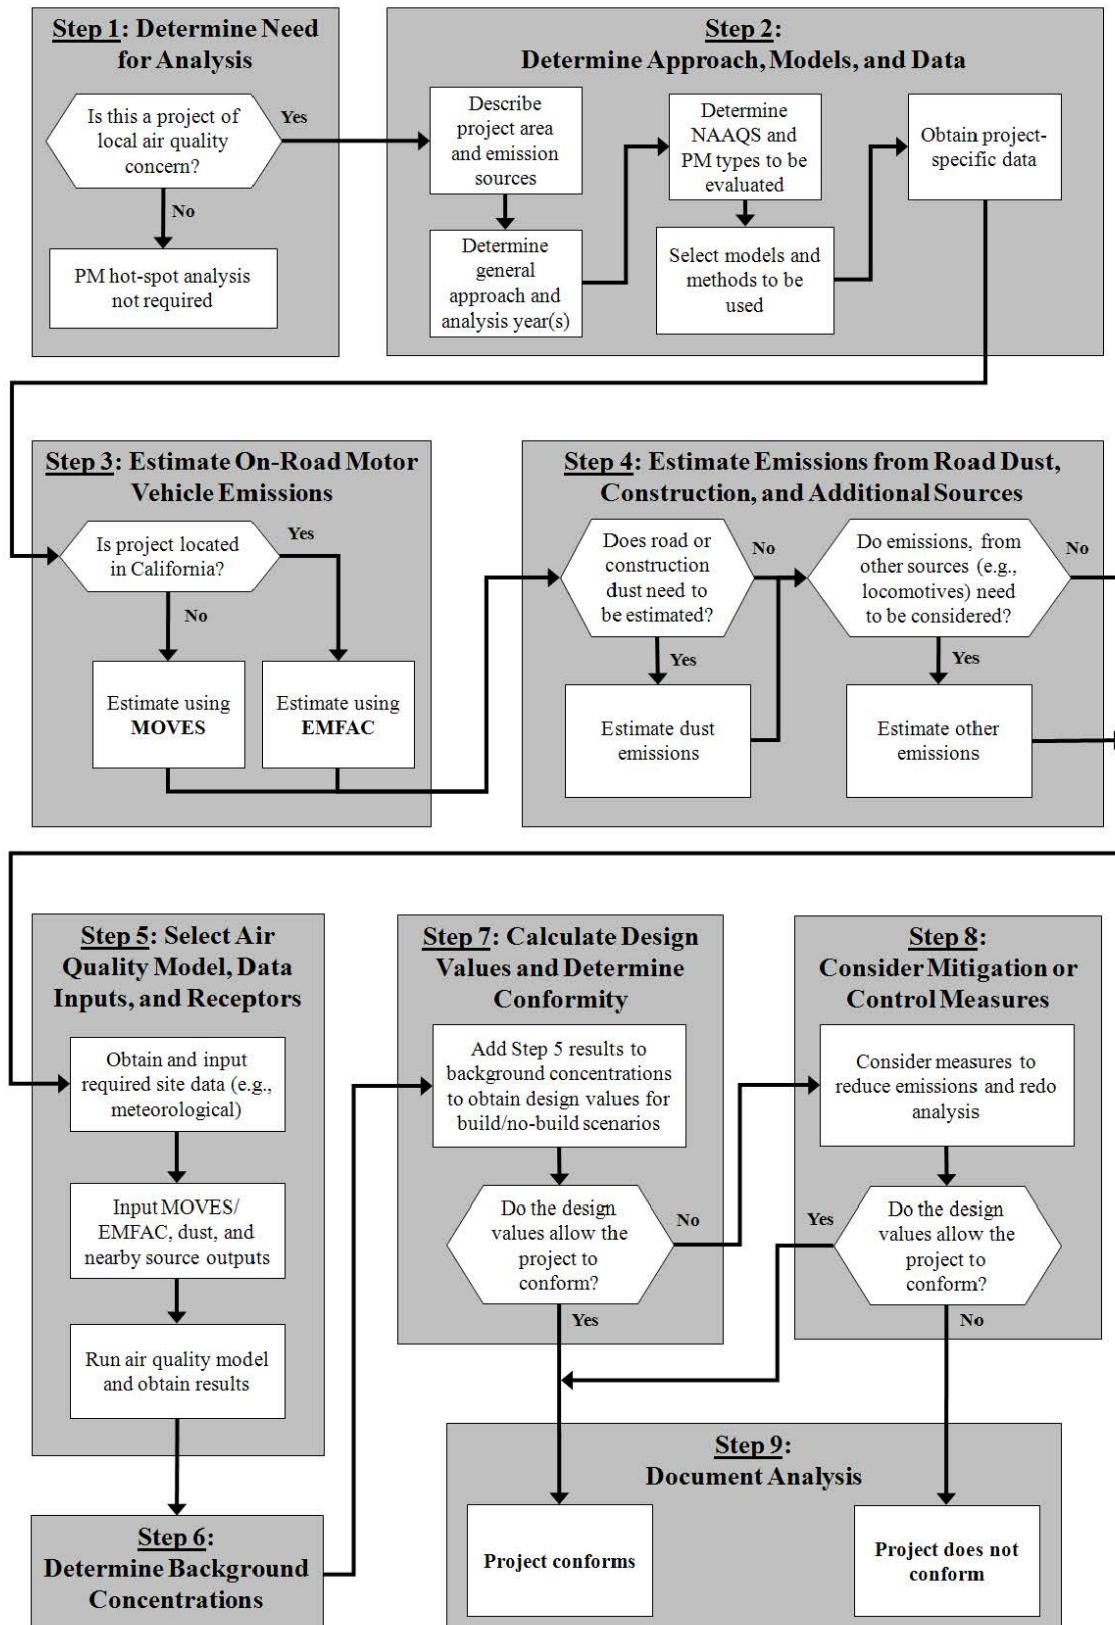 Step 1: Determine Need
for Analysis
Is this a project of
local air quality
concern?
Yes
No
PM hot-spot analysis
not required
Step 2:
Determine Approach, Models, and Data
Describe
project area
and emission
sources
Determine
general
approach and
analysis year(s)
Determine
NAAQS and
PM types to be
evaluated
Select models and
methods to be
used
Obtain project-
specific data
Step 3: Estimate On-Road Motor
Vehicle Emissions
Is project located
in California?
Yes
No
Estimate using
MOVES
Estimate using
EMFAC
Step 4: Estimate Emissions from Road Dust,
Construction, and Additional Sources
Does road or
construction
dust need to
be estimated?
No
Yes
Estimate dust
emissions
Do emissions, from
other sources (e.g.,
locomotives) need
to be considered?
No
Yes
Estimate other
emissions
Step 5: Select Air
Quality Model, Data
Inputs, and Receptors
Obtain and input
required site data (e.g.,
meteorological)
Input MOVES/
EMFAC, dust, and
nearby source outputs
Run air quality model
and obtain results
Step 6:
Determine Background
Concentrations
Step 7: Calculate Design
Values and Determine
Conformity
Add Step 5 results to
background concentrations
to obtain design values for
build/no-build scenarios
Do the design
values allow the
project to
conform?
No
Yes
Step 8:
Consider Mitigation or
Control Measures
Consider measures to
reduce emissions and redo
analysis
Do the design
values allow the
project to
conform?
Yes
No
Step 9:
Document Analysis
Project conforms
Project does not
conform